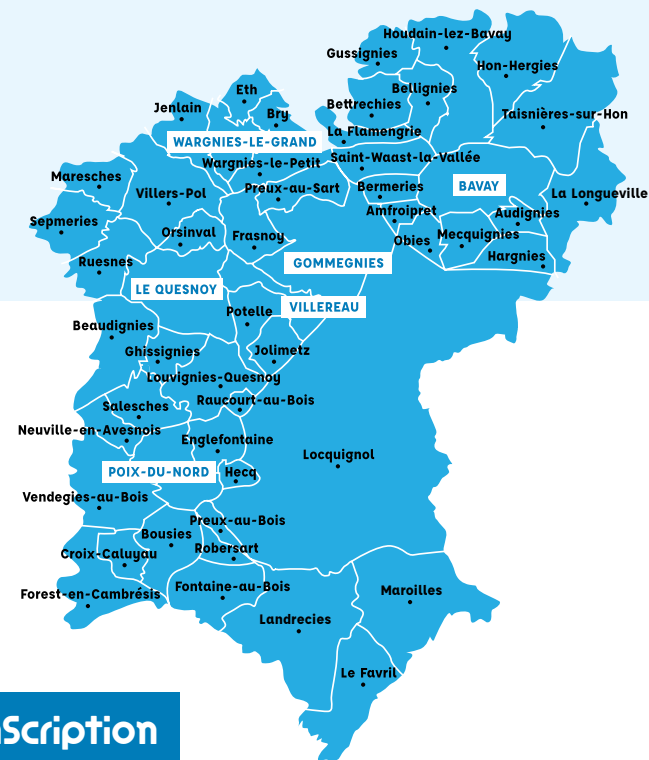 Houdain-lez-Bavay
Gussignies
Hon-Hergies
Eth
Bellignies
Jenlain
Bettrechies
Bry
Taisnières-sur-Hon
La Flamengrie
WARGNIES-LE-GRAND
Wargnies-le-Petit
Saint-Waast-la-Vallée
Maresches
Preux-au-Sart
Bermeries
BAVAY
Villers-Pol
La Longueville
Amfroipret
Audignies
Sepmeries
Orsinval
Frasnoy
Obies
Mecquignies
Hargnies
Ruesnes
GOMMEGNIES
LE QUESNOY
VILLEREAU
Potelle
Beaudignies
Ghissignies
Jolimetz
Louvignies-Quesnoy
Raucourt-au-Bois
Salesches
Neuville-en-Avesnois
Englefontaine
Locquignol
POIX-DU-NORD
Hecq
Vendegies-au-Bois
Preux-au-Bois
Bousies
Robersart
Croix-Caluyau
Fontaine-au-Bois
Maroilles
Forest-en-Cambrésis
Landrecies
Le Favril
Scription